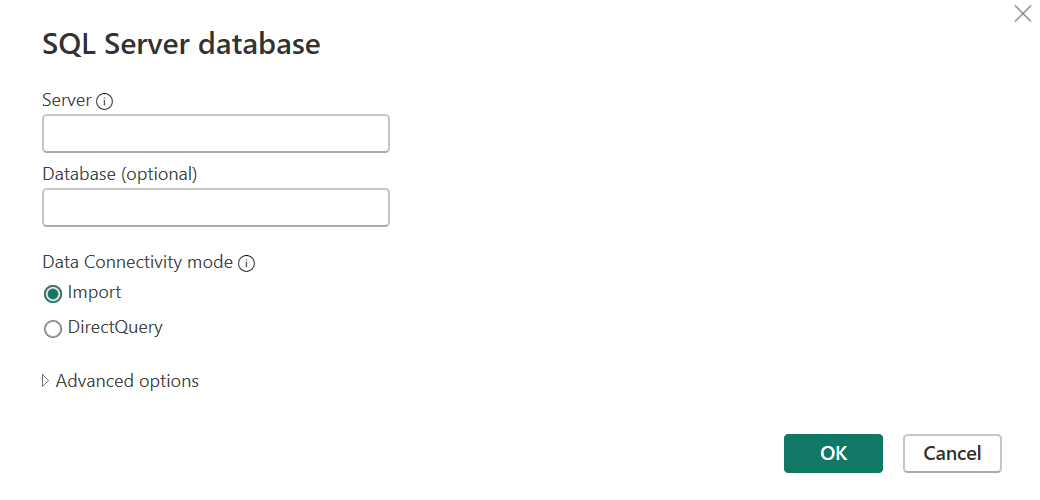 SQL Server database
Server
Database (optional)
Data Connectivity mode
Import
DirectQuery
Advanced options
OK
Cancel